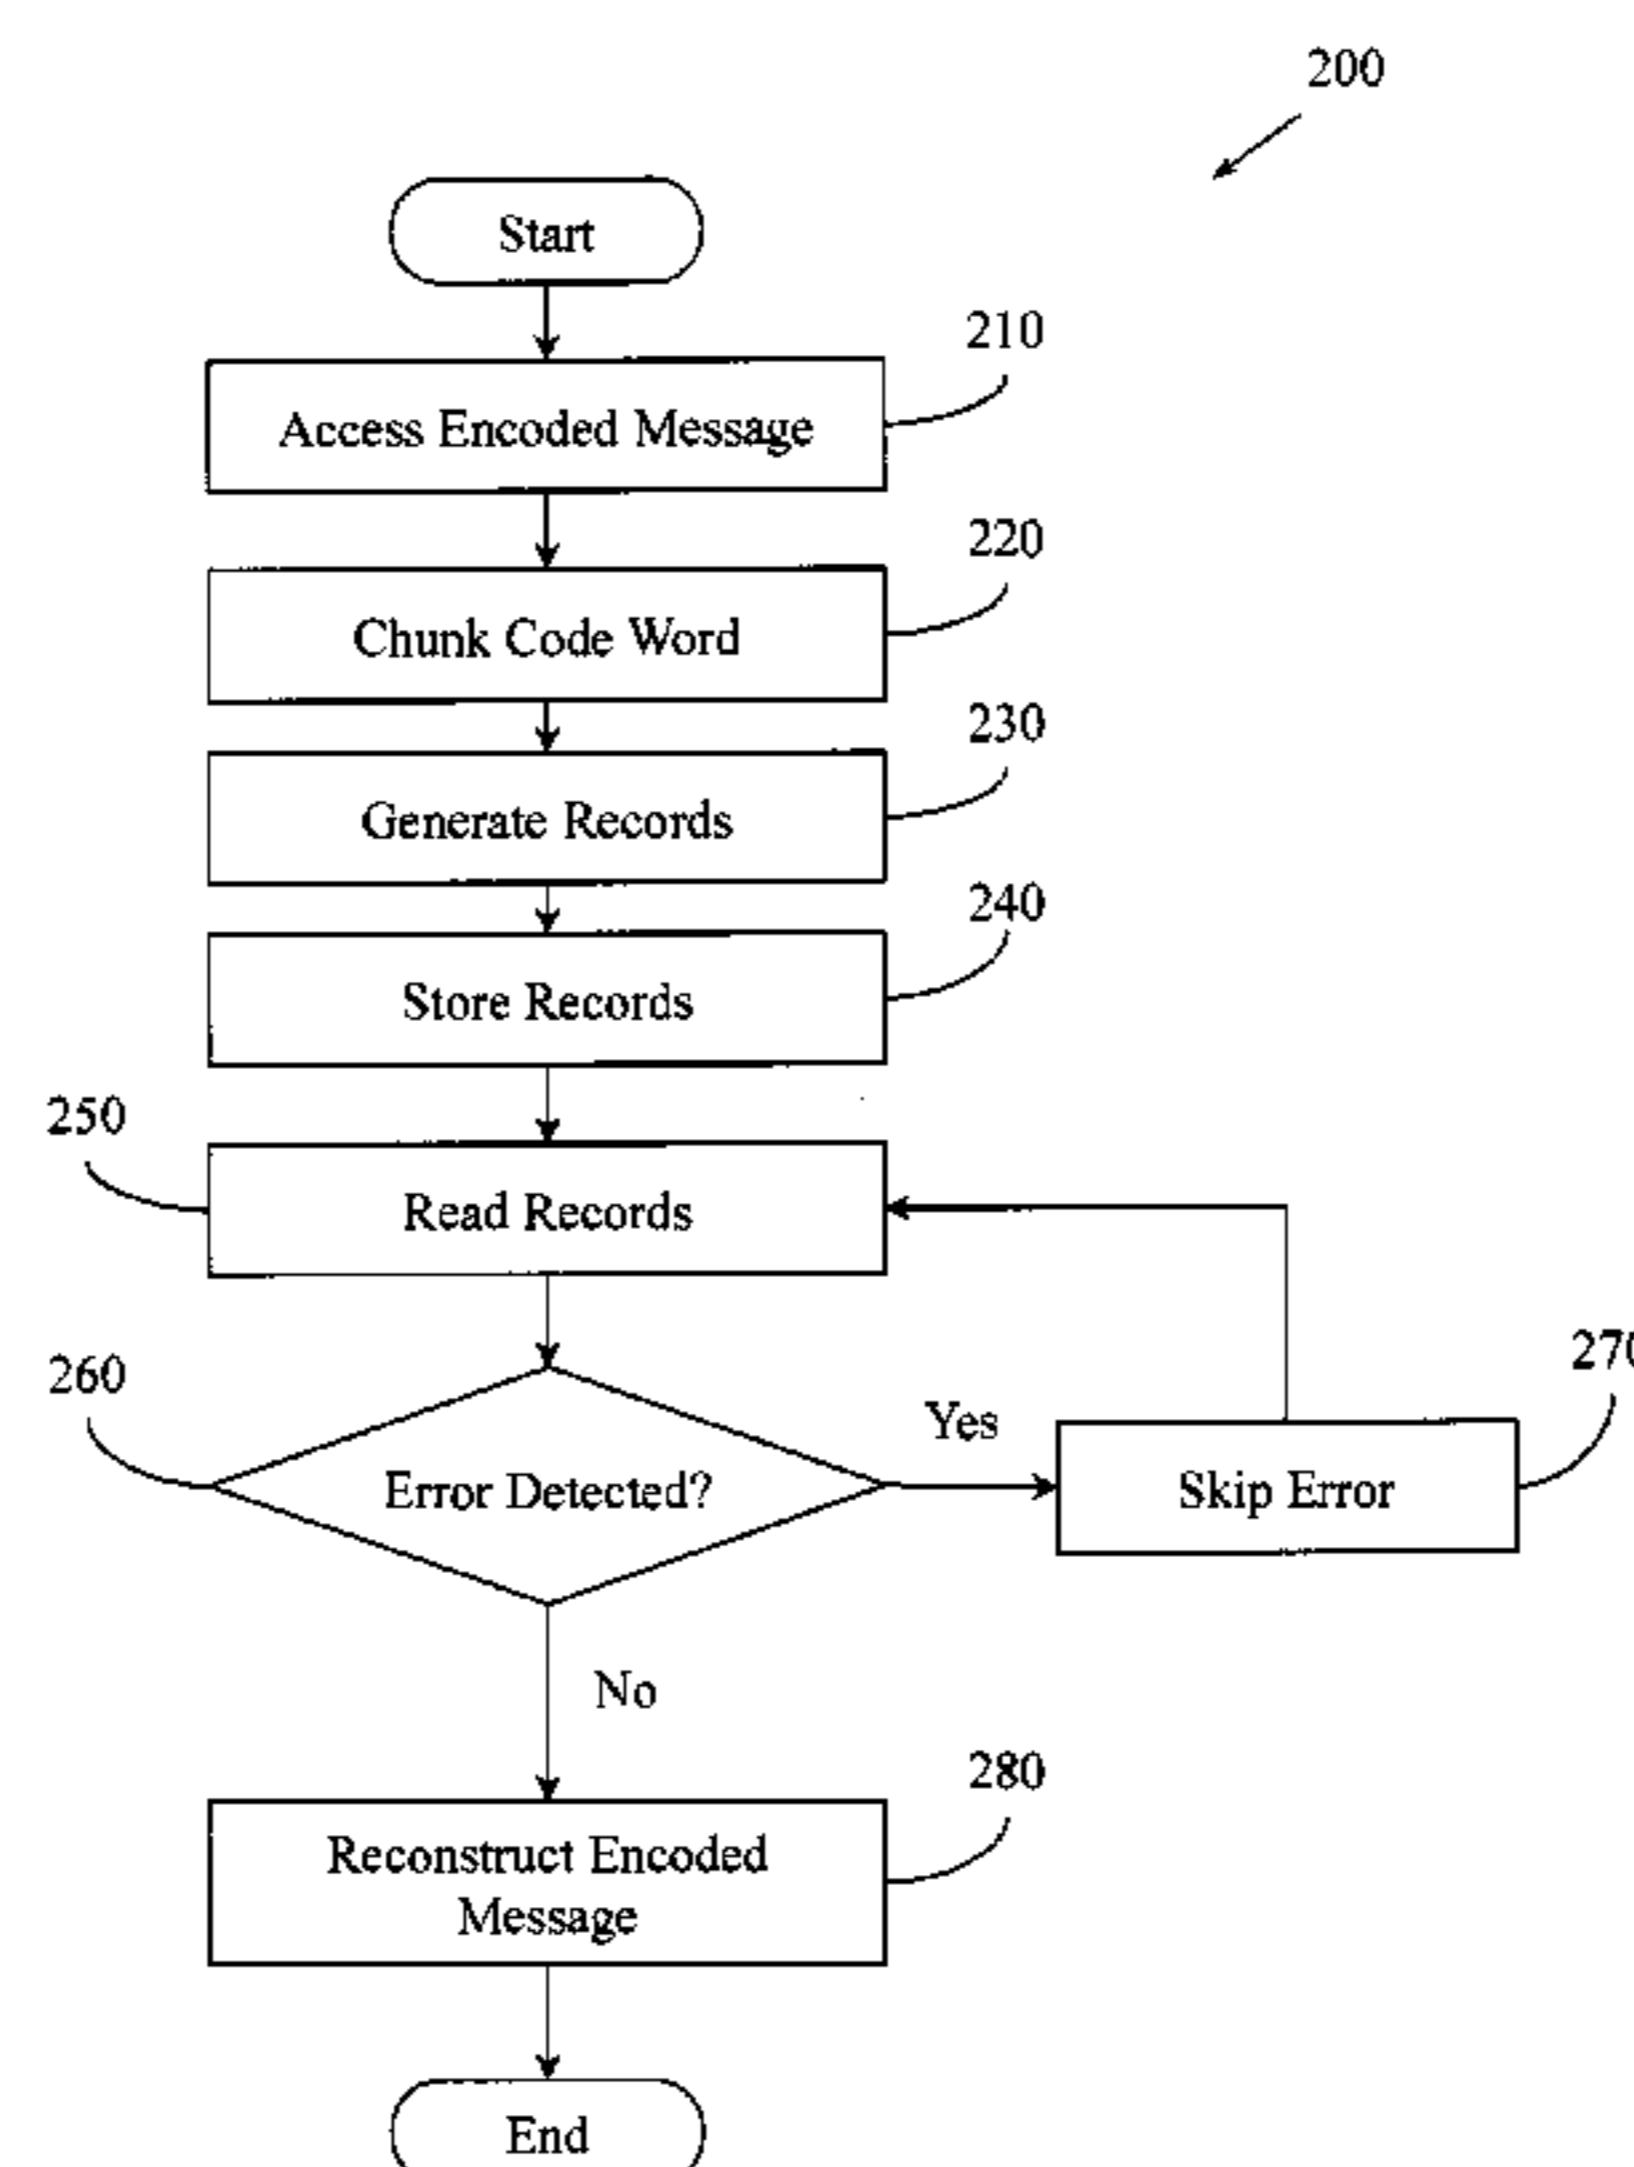 200
Start
210
Access Encoded Message
220
Chunk Code Word
230
Generate Records
240
Store Records
250
Read Records
260
Error Detected?
Yes
270
Skip Error
No
280
Reconstruct Encoded
Message
End